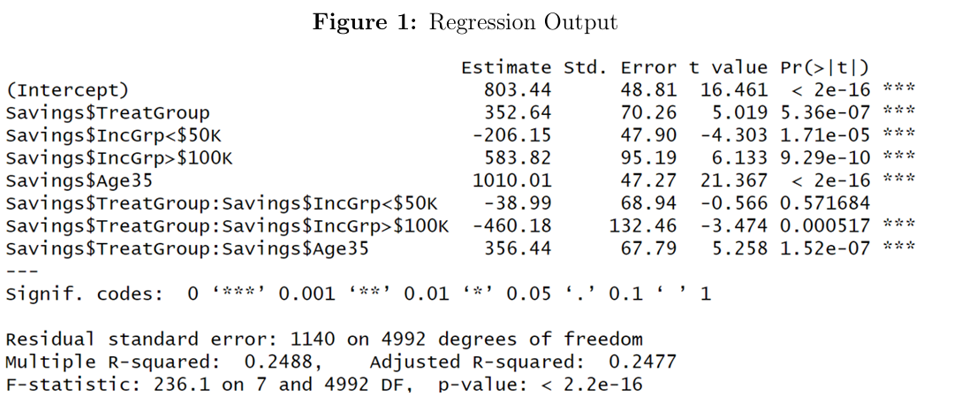 Figure 1: Regression Output
Estimate Std. Error t value Pr(>|t|)
(Intercept) 803.44 48.81 16.461 < 2e-16 ***
Savings$TreatGroup 352.64 70.26 5.019 5.36e-07 ***
Savings$IncGrp<$50K -206.15 47.90 -4.303 1.71e-05 ***
Savings$IncGrp>$100K 583.82 95.19 6.133 9.29e-10 ***
Savings$Age35 1010.01 47.27 21.367 < 2e-16 ***
Savings$TreatGroup:Savings$IncGrp<$50K -38.99 68.94 -0.566 0.571684
Savings$TreatGroup:Savings$IncGrp>$100K -460.18 132.46 -3.474 0.000517 ***
Savings$TreatGroup:Savings$Age35 356.44 67.79 5.258 1.52e-07 ***
---
Signif. codes: 0 ‘***’ 0.001 ‘**’ 0.01 ‘*’ 0.05 ‘.’ 0.1 ‘ ’ 1
Residual standard error: 1140 on 4992 degrees of freedom
Multiple R-squared: 0.2488, Adjusted R-squared: 0.2477
F-statistic: 236.1 on 7 and 4992 DF, p-value: < 2.2e-16